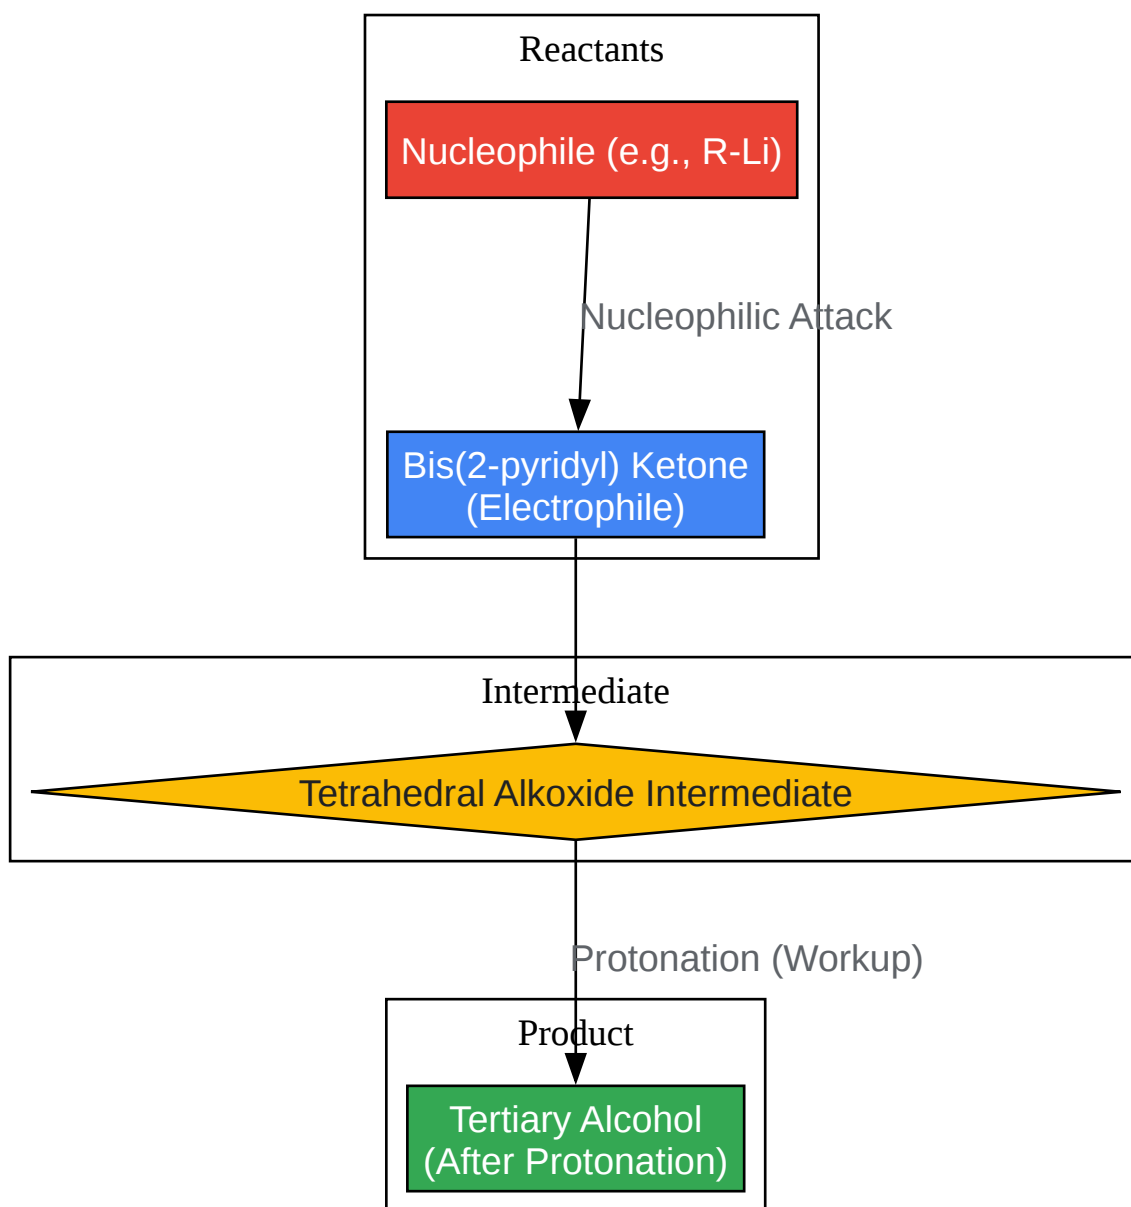 Reactants
Nucleophile (e.g., R-Li)
Nucleophilic Attack
Bis(2-pyridyl) Ketone
(Electrophile)
Intermediate
Tetrahedral Alkoxide Intermediate
Protonation (Workup)
Product
Tertiary Alcohol
(After Protonation)